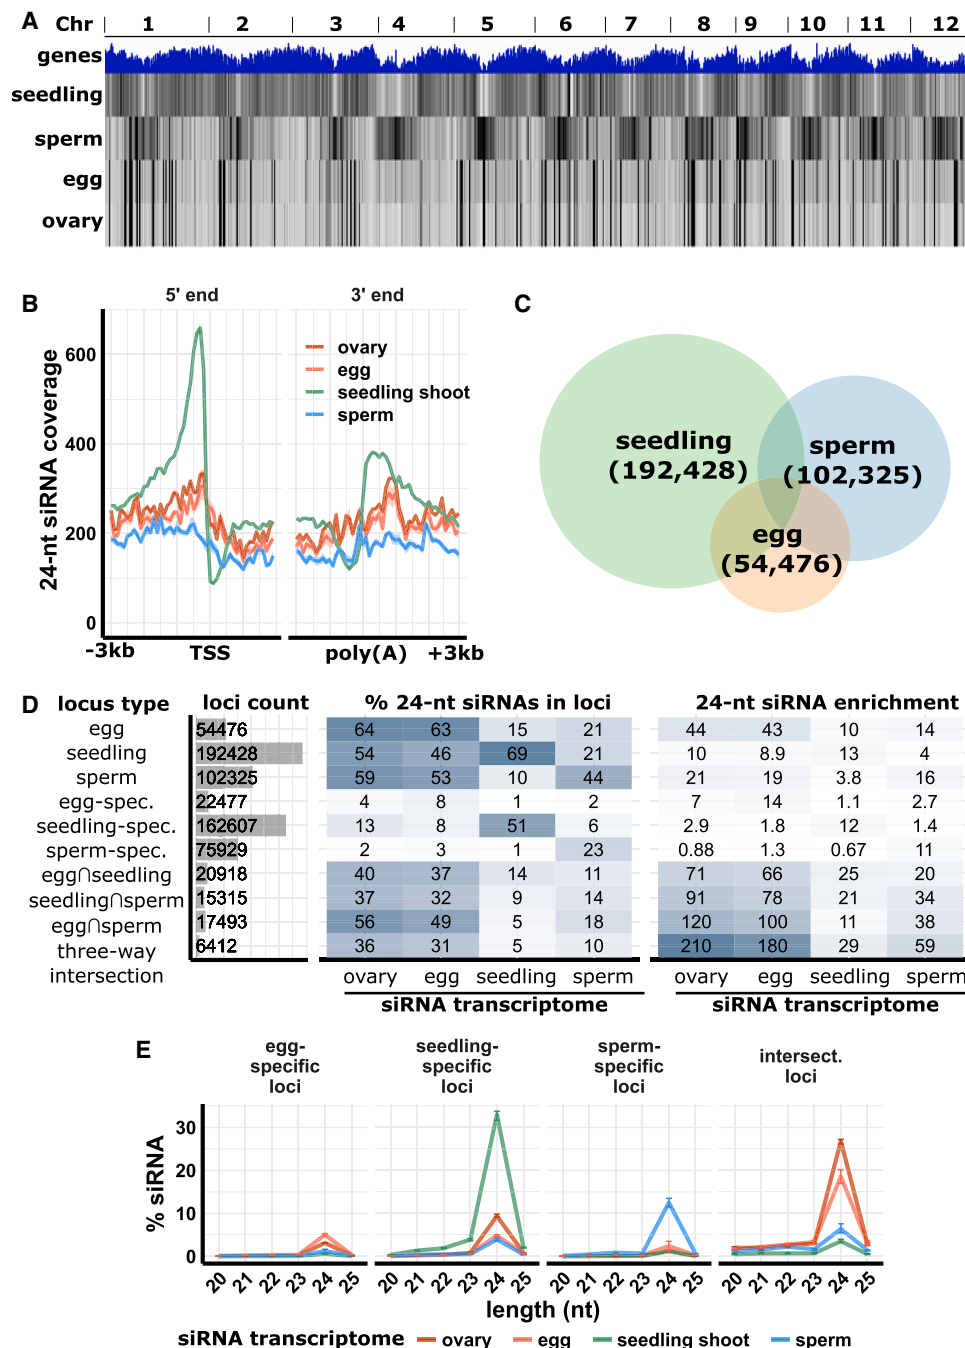 A Chr 1 2 3 4 5 6 7 8 9 10 11 12
genes
seedling
sperm
egg
ovary
B 5' end 3' end
24-nt siRNA coverage
600
400
200
0
ovary
egg
seedling shoot
sperm
-3kb TSS poly(A) +3kb
C
seedling
(192,428)
sperm
(102,325)
egg
(54,476)
D locus type loci count % 24-nt siRNAs in loci 24-nt siRNA enrichment
egg 54476 64 63 15 21 44 43 10 14
seedling 192428 54 46 69 21 10 8.9 13 4
sperm 102325 59 53 10 44 21 19 3.8 16
egg-spec. 22477 4 8 1 2 7 14 1.1 2.7
seedling-spec. 162607 13 8 51 6 2.9 1.8 12 1.4
sperm-spec. 75929 2 3 1 23 0.88 1.3 0.67 11
egg∩seedling 20918 40 37 14 11 71 66 25 20
seedling∩sperm 15315 37 32 9 14 91 78 21 34
egg∩sperm 17493 56 49 5 18 120 100 11 38
three-way 6412 36 31 5 10 210 180 29 59
intersection
ovary egg seedling sperm ovary egg seedling sperm
siRNA transcriptome siRNA transcriptome
E
egg-
specific
loci
seedling-
specific
loci
sperm-
specific
loci
intersect.
loci
% siRNA
30
20
10
0
20 21 22 23 24 25 20 21 22 23 24 25 20 21 22 23 24 25 20 21 22 23 24 25
length (nt)
siRNA transcriptome ovary egg seedling shoot sperm